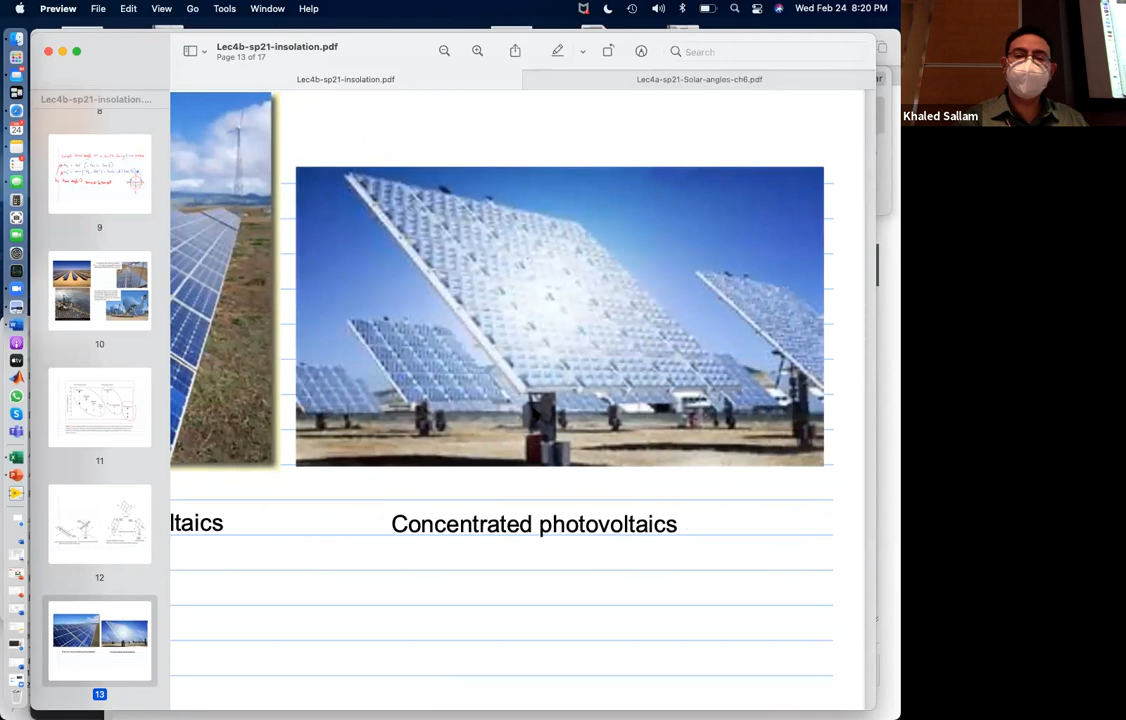 Preview File Edit View Go Tools Window Help
Wed Feb 24 8:20 PM
Lec4b-sp21-insolation.pdf
Page 13 of 17
Search
Lec4b-sp21-insolation.pdf
Lec4a-sp21-Solar-angles-ch6.pdf
Lec4b-sp21-insolation....
8
9
10
11
12
13
ltaics
Concentrated photovoltaics
Khaled Sallam
24